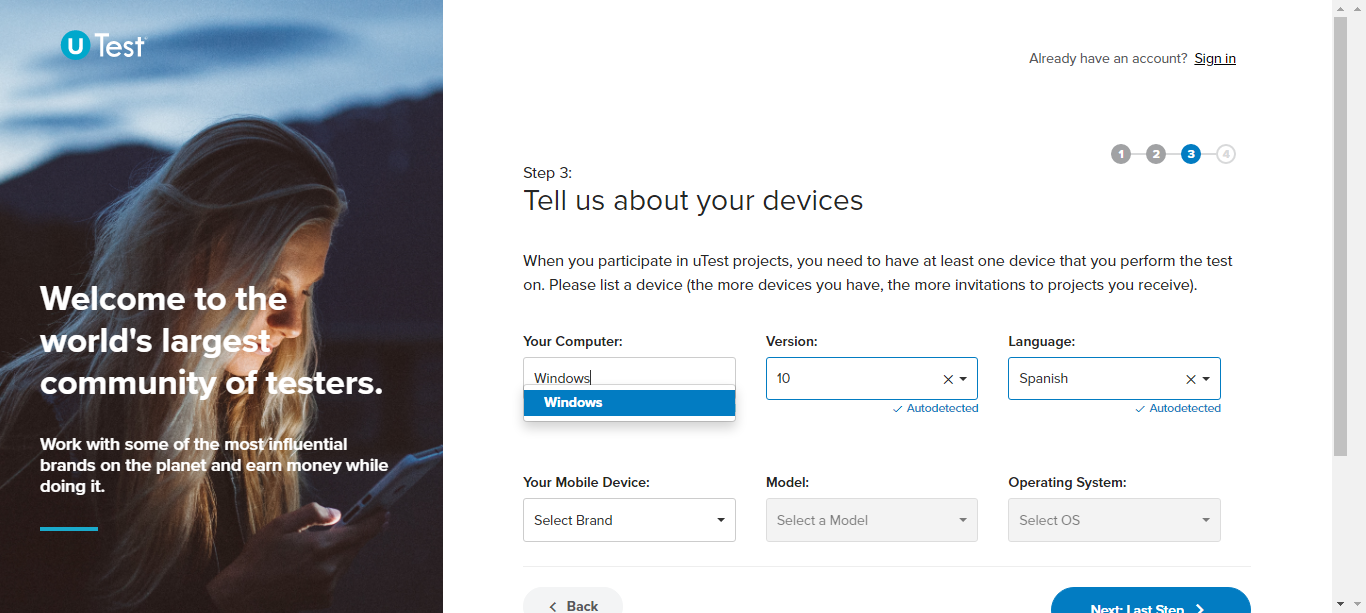 U Test
Already have an account? Sign in
1 2 3 4
Step 3:
Tell us about your devices
When you participate in uTest projects, you need to have at least one device that you perform the test
on. Please list a device (the more devices you have, the more invitations to projects you receive).
Welcome to the
world's largest
community of testers.
Work with some of the most influential
brands on the planet and earn money while
doing it.
Your Computer: Version: Language:
Windows 10 Spanish
Windows
Autodetected Autodetected
Your Mobile Device: Model: Operating System:
Select Brand Select a Model Select OS
Back Next: Last Step